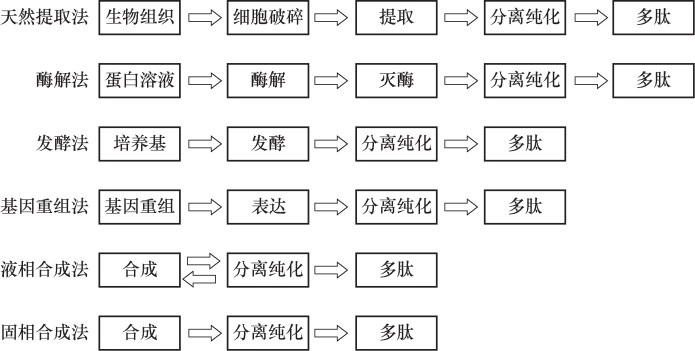 天然提取法 生物组织 细胞破碎 提取 分离纯化 多肽
酶解法 蛋白溶液 酶解 灭酶 分离纯化 多肽
发酵法 培养基 发酵 分离纯化 多肽
基因重组法 基因重组 表达 分离纯化 多肽
液相合成法 合成 分离纯化 多肽
固相合成法 合成 分离纯化 多肽